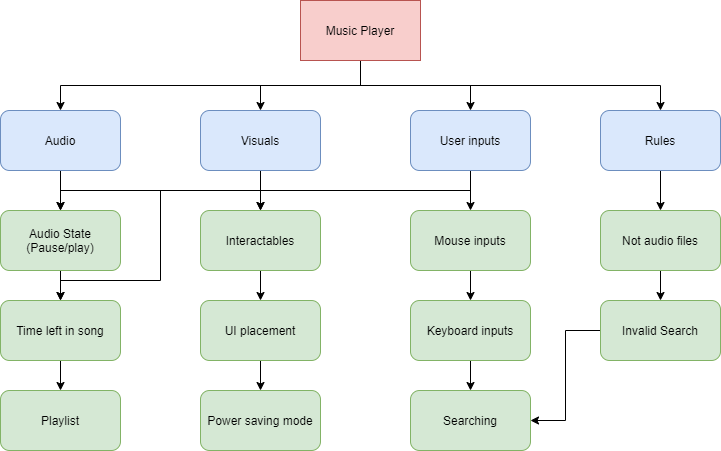 Music Player
Audio
Visuals
User inputs
Rules
Audio State
(Pause/play)
Interactables
Mouse inputs
Not audio files
Time left in song
UI placement
Keyboard inputs
Invalid Search
Playlist
Power saving mode
Searching